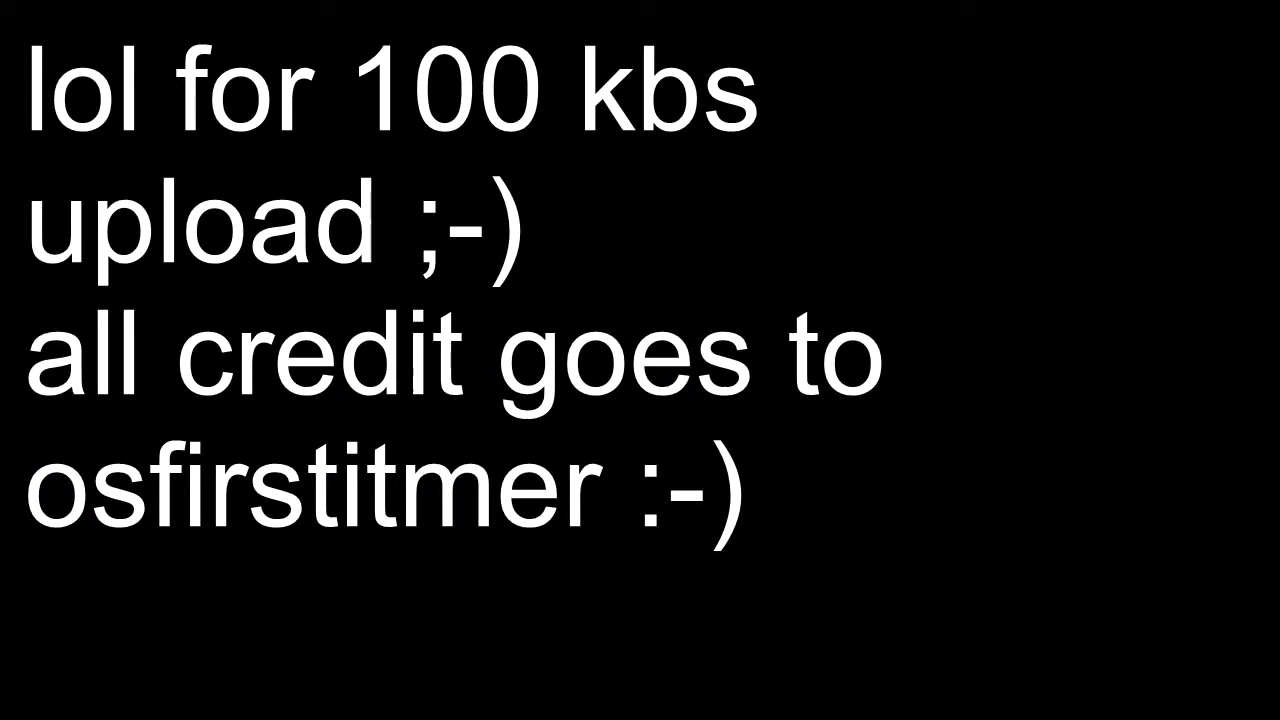 lol for 100 kbs
upload ;-)
all credit goes to
osfirstitmer :-)